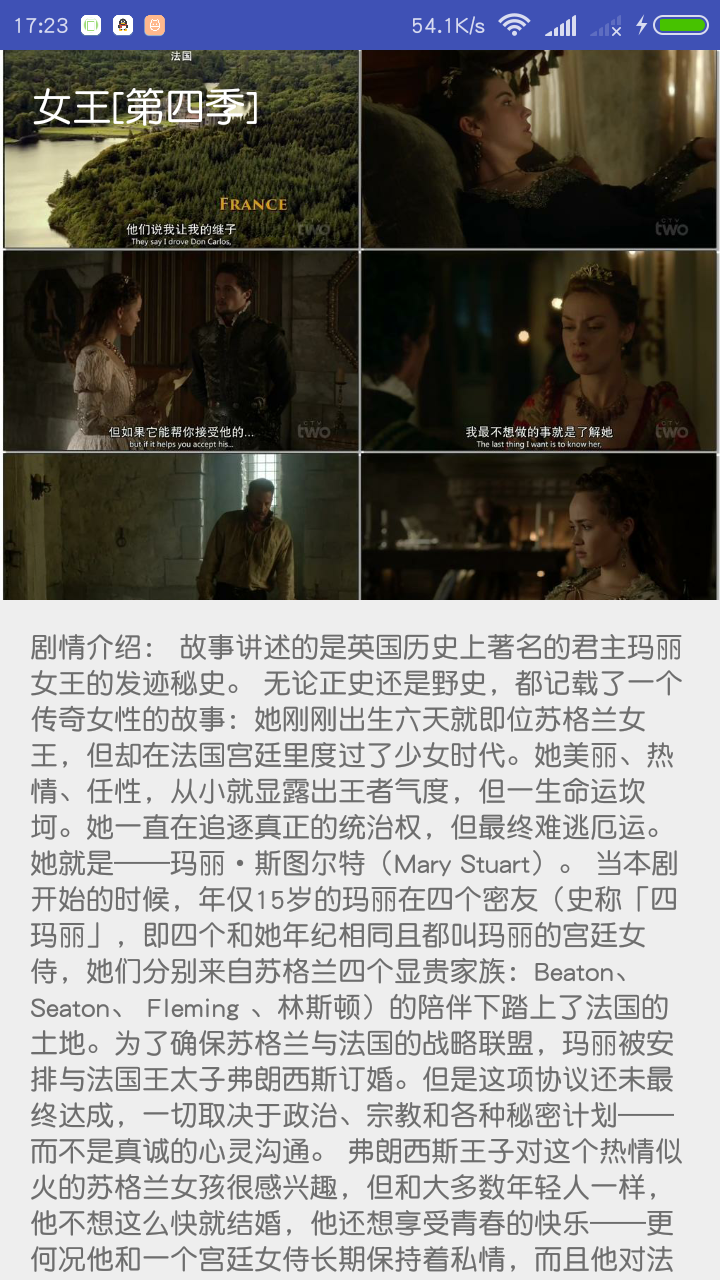 17:23 54.1K/s
法国
女王[第四季]
FRANCE
他们说我让我的继子
They say I drove Don Carlos,
CTV two
CTV two
但如果它能帮你接受他的...
but if it helps you accept his...
CTV two
我最不想做的事就是了解她
The last thing I want is to know her,
CTV two
剧情介绍： 故事讲述的是英国历史上著名的君主玛丽
女王的发迹秘史。 无论正史还是野史，都记载了一个
传奇女性的故事：她刚刚出生六天就即位苏格兰女
王，但却在法国宫廷里度过了少女时代。她美丽、热
情、任性，从小就显露出王者气度，但一生命运坎
坷。她一直在追逐真正的统治权，但最终难逃厄运。
她就是——玛丽·斯图尔特（Mary Stuart）。 当本剧
开始的时候，年仅15岁的玛丽在四个密友（史称「四
玛丽」，即四个和她年纪相同且都叫玛丽的宫廷女
侍，她们分别来自苏格兰四个显贵家族：Beaton、
Seaton、 Fleming 、林斯顿）的陪伴下踏上了法国的
土地。为了确保苏格兰与法国的战略联盟，玛丽被安
排与法国王太子弗朗西斯订婚。但是这项协议还未最
终达成，一切取决于政治、宗教和各种秘密计划——
而不是真诚的心灵沟通。 弗朗西斯王子对这个热情似
火的苏格兰女孩很感兴趣，但和大多数年轻人一样，
他不想这么快就结婚，他还想享受青春的快乐——更
何况他和一个宫廷女侍长期保持着私情，而且他对法